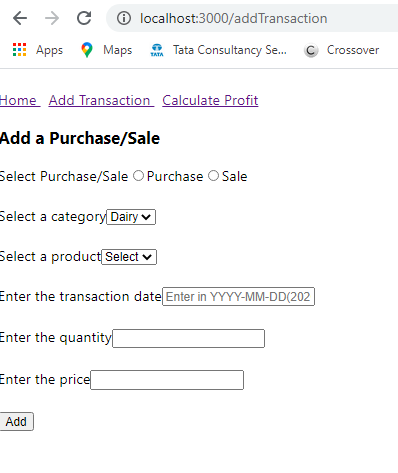 localhost:3000/addTransaction
Apps Maps Tata Consultancy Se... Crossover
Home Add Transaction Calculate Profit
Add a Purchase/Sale
Select Purchase/Sale Purchase Sale
Select a category Dairy
Select a product Select
Enter the transaction date Enter in YYYY-MM-DD(202
Enter the quantity
Enter the price
Add